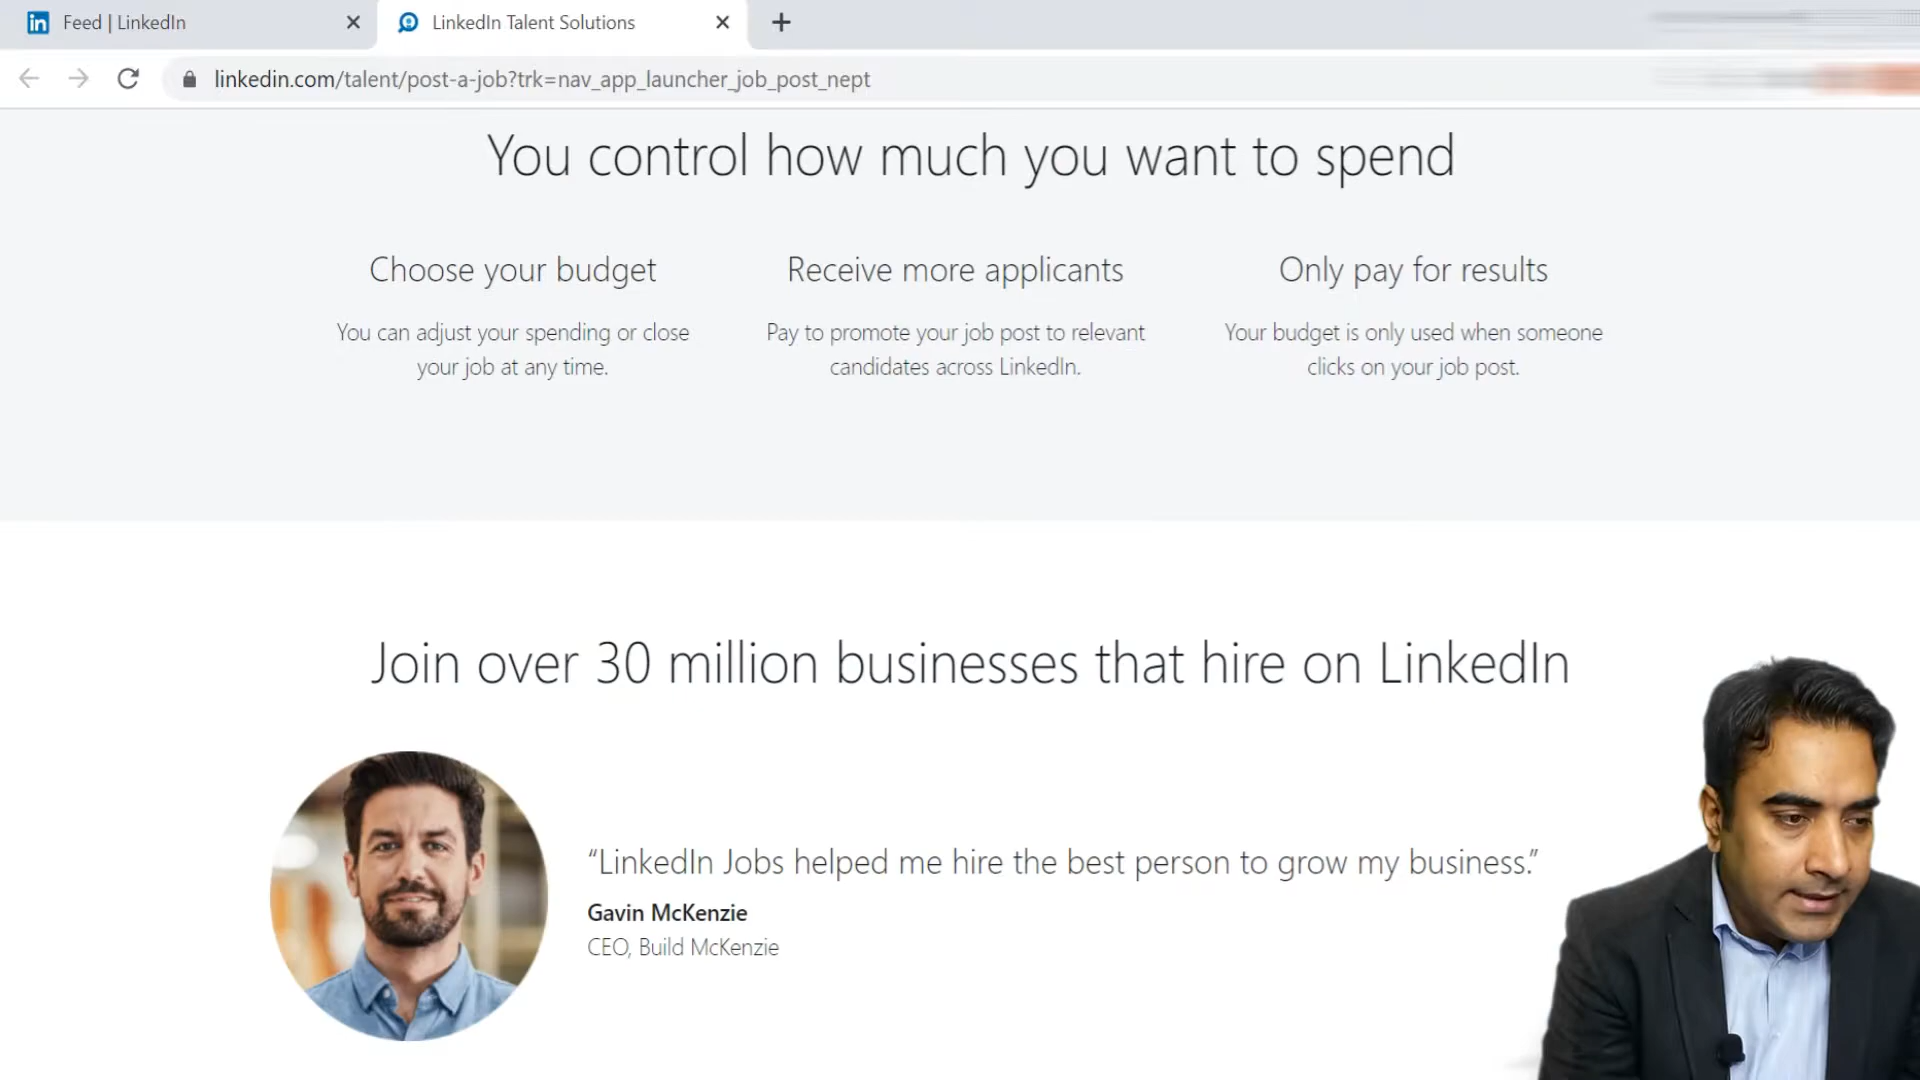 in Feed | LinkedIn
LinkedIn Talent Solutions
linkedin.com/talent/post-a-job?trk=nav_app_launcher_job_post_nept
You control how much you want to spend
Choose your budget
You can adjust your spending or close
your job at any time.
Receive more applicants
Pay to promote your job post to relevant
candidates across LinkedIn.
Only pay for results
Your budget is only used when someone
clicks on your job post.
Join over 30 million businesses that hire on LinkedIn
“LinkedIn Jobs helped me hire the best person to grow my business.”
Gavin McKenzie
CEO, Build McKenzie